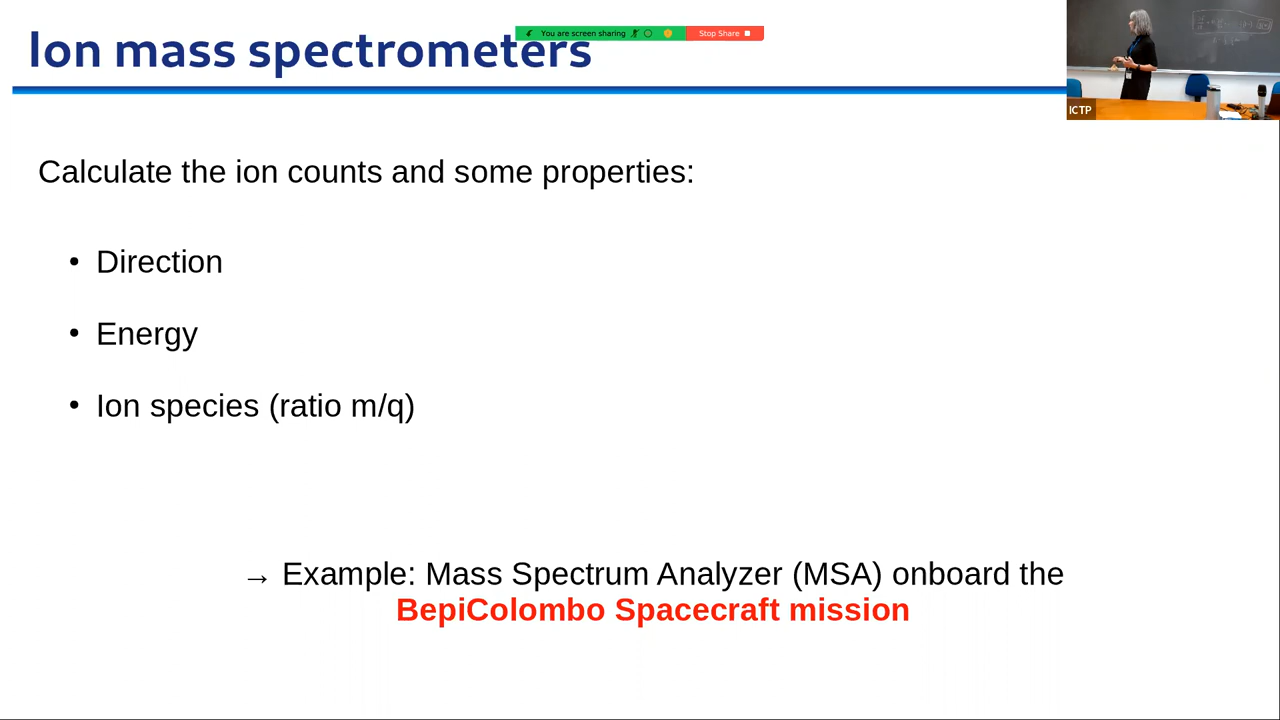 Ion mass spectrometers
You are screen sharing
Stop Share
ICTP
Calculate the ion counts and some properties:
• Direction
• Energy
• Ion species (ratio m/q)
→ Example: Mass Spectrum Analyzer (MSA) onboard the
BepiColombo Spacecraft mission